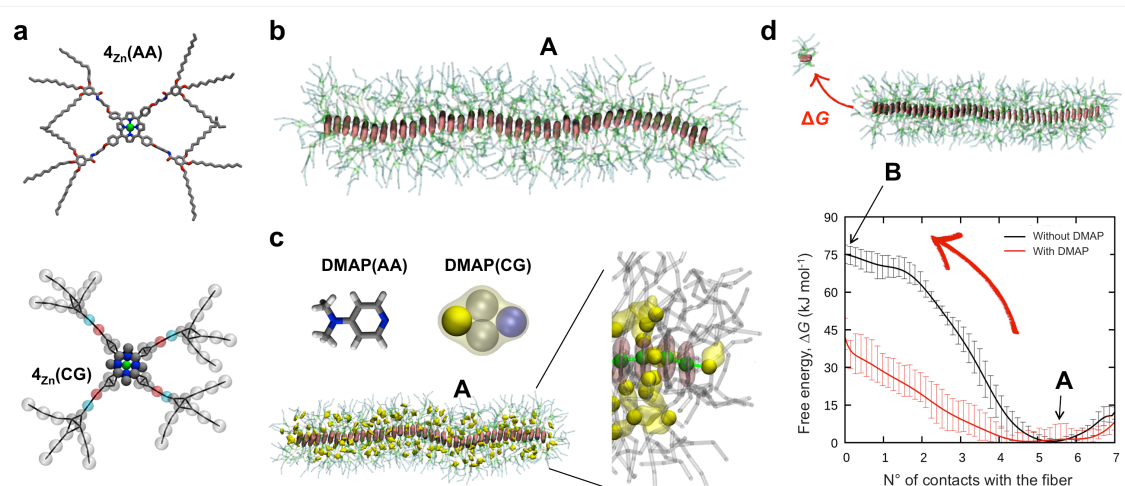 a
4Zn(AA)
4Zn(CG)
b
A
c
DMAP(AA)
DMAP(CG)
A
d
ΔG
B
Without DMAP
With DMAP
A
90
75
60
45
30
15
0
Free energy, ΔG (kJ mol-1)
0 1 2 3 4 5 6 7
N° of contacts with the fiber